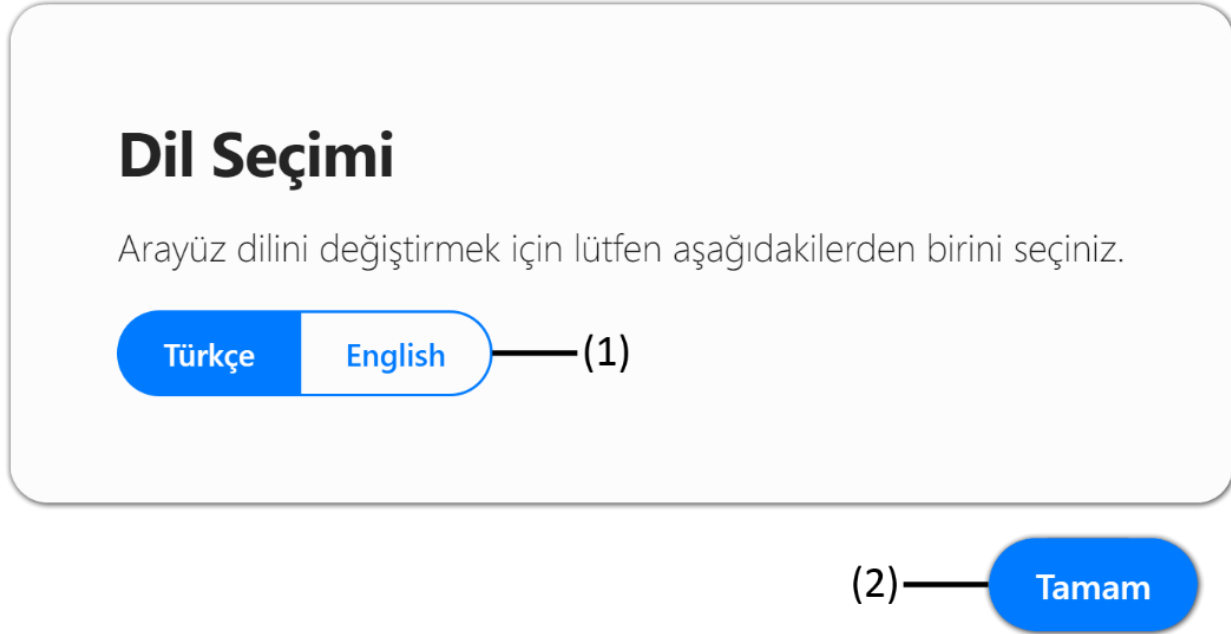 Dil Seçimi
Arayüz dilini değiştirmek için lütfen aşağıdakilerden birini seçiniz.
Türkçe English (1)
(2) Tamam